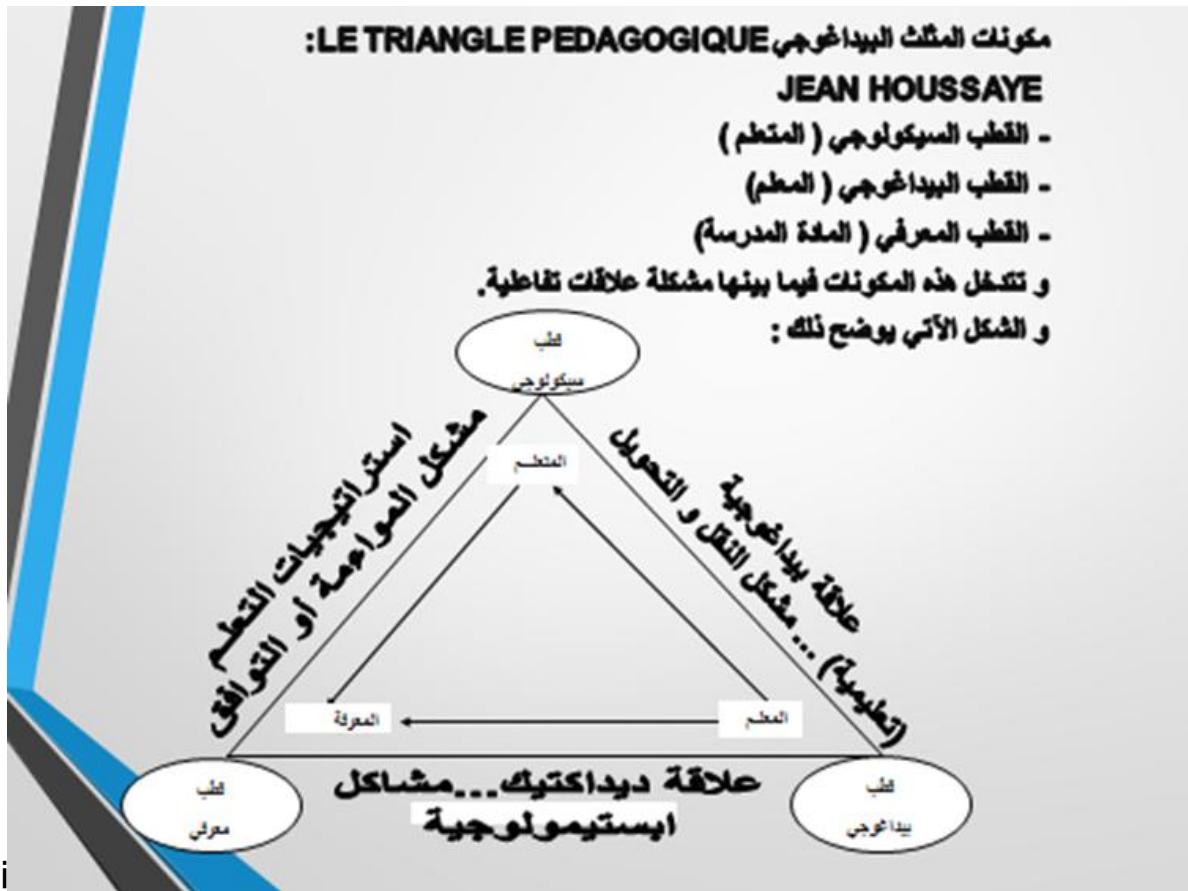 مكونات المثلث البيداغوجي LE TRIANGLE PEDAGOGIQUE:
JEAN HOUSSAYE
- القطب السيكولوجي ( المتعلم )
- القطب البيداغوجي ( المعلم)
- القطب المعرفي ( المادة المدرسة)
و تتدخل هذه المكونات فيما بينها مشكلة علاقات تفاعلية.
و الشكل الآتي يوضح ذلك :
قطب
سيكولوجي
استراتيجيات التعلم
مشكل المواءمة أو التوافق
علاقة بيداغوجية
(تعليمية) ... مشكل النقل و التحويل
المتعلم
المعرفة
المعلم
قطب
معرفي
علاقة ديداكتيك...مشاكل
ابستيمولوجية
قطب
بيداغوجي
i